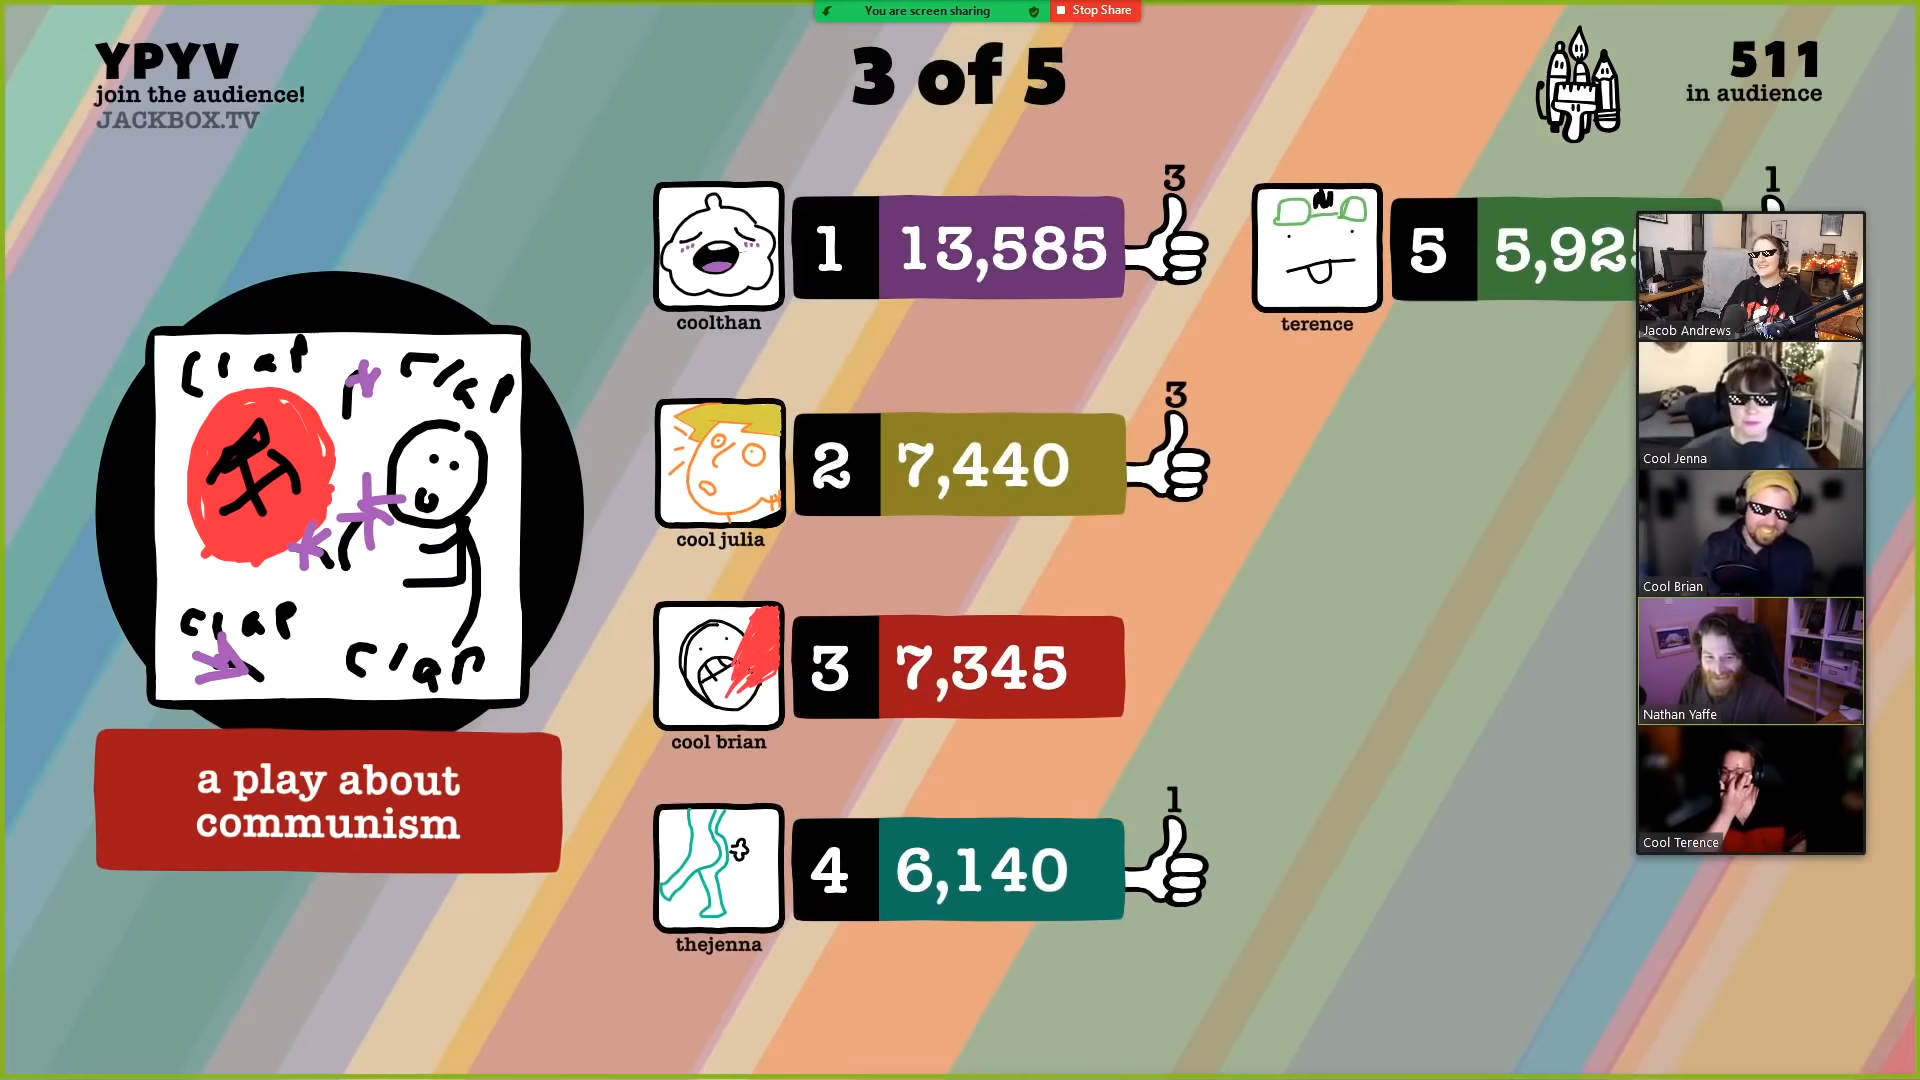 You are screen sharing
Stop Share
YPYV
join the audience!
JACKBOX.TV
3 of 5
511
in audience
clap
clap
clap
clap
a play about
communism
1
13,585
3
coolthan
2
7,440
3
cool julia
3
7,345
cool brian
4
6,140
1
thejenna
5
1
terence
Jacob Andrews
Cool Jenna
Cool Brian
Nathan Yaffe
Cool Terence